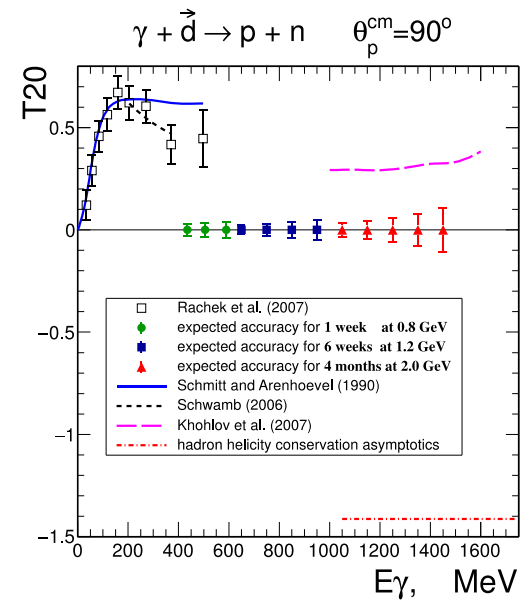 γ + d⃗ → p + n θ_p^cm=90°
T20
0.5
0
−0.5
−1
−1.5
Rachek et al. (2007)
expected accuracy for 1 week at 0.8 GeV
expected accuracy for 6 weeks at 1.2 GeV
expected accuracy for 4 months at 2.0 GeV
Schmitt and Arenhoevel (1990)
Schwamb (2006)
Khohlov et al. (2007)
hadron helicity conservation asymptotics
0 200 400 600 800 1000 1200 1400 1600
Eγ, MeV